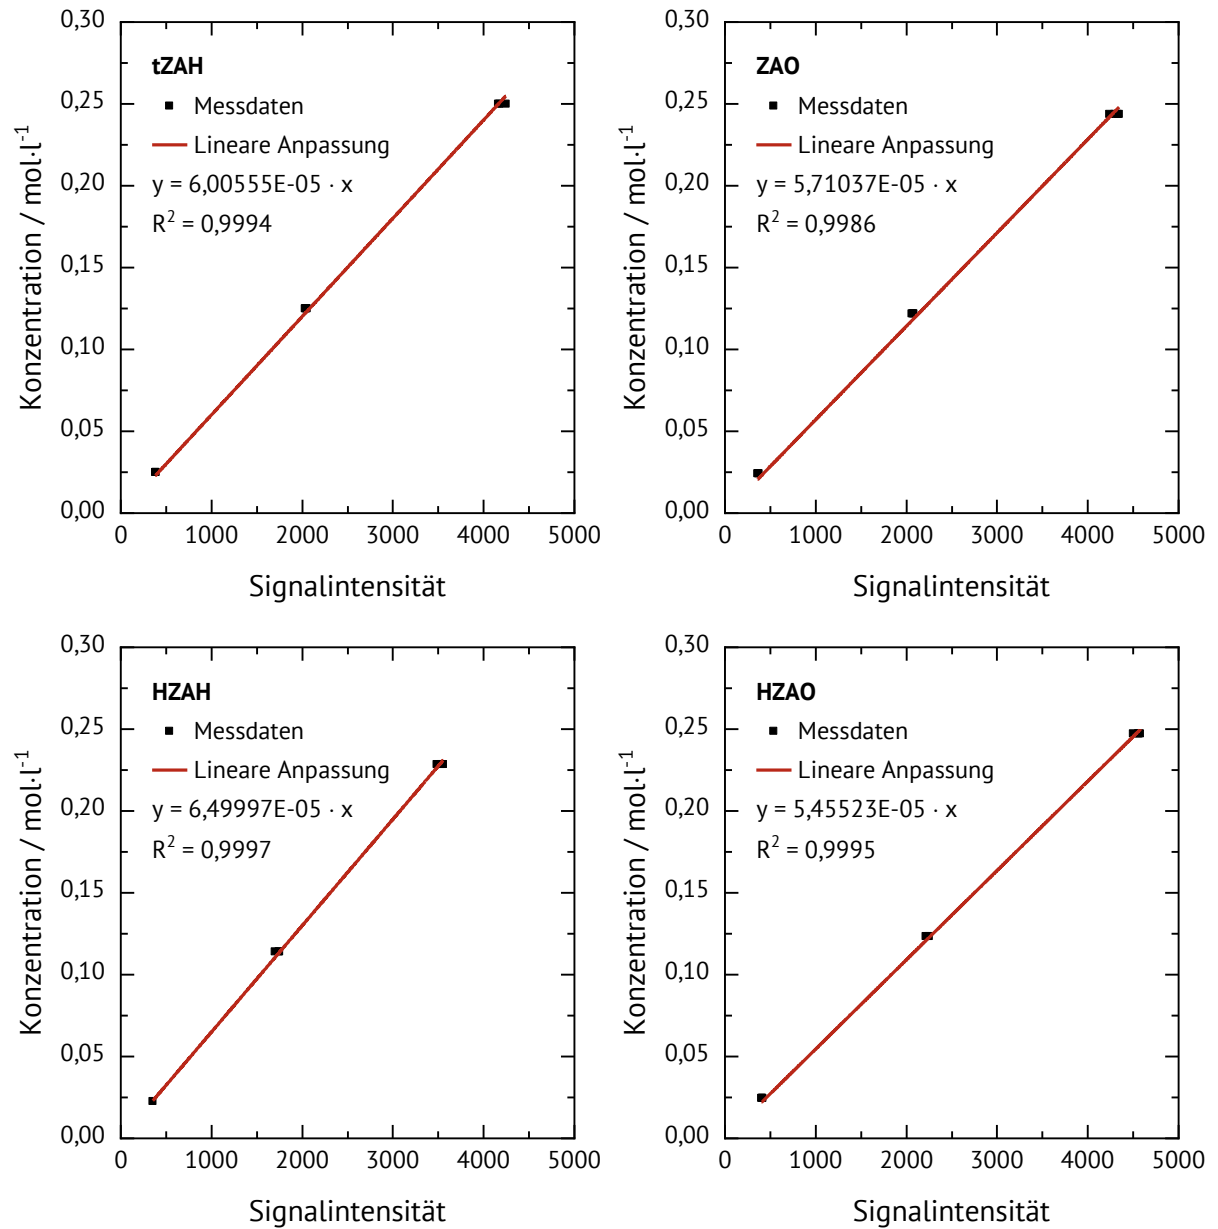 0,30
0,25
0,20
0,15
0,10
0,05
0,00
Konzentration / mol·l⁻¹
tZAH
Messdaten
Lineare Anpassung
y = 6,00555E-05 · x
R² = 0,9994
0 1000 2000 3000 4000 5000
Signalintensität
0,30
0,25
0,20
0,15
0,10
0,05
0,00
Konzentration / mol·l⁻¹
ZAO
Messdaten
Lineare Anpassung
y = 5,71037E-05 · x
R² = 0,9986
0 1000 2000 3000 4000 5000
Signalintensität
0,30
0,25
0,20
0,15
0,10
0,05
0,00
Konzentration / mol·l⁻¹
HZAH
Messdaten
Lineare Anpassung
y = 6,49997E-05 · x
R² = 0,9997
0 1000 2000 3000 4000 5000
Signalintensität
0,30
0,25
0,20
0,15
0,10
0,05
0,00
Konzentration / mol·l⁻¹
HZAO
Messdaten
Lineare Anpassung
y = 5,45523E-05 · x
R² = 0,9995
0 1000 2000 3000 4000 5000
Signalintensität